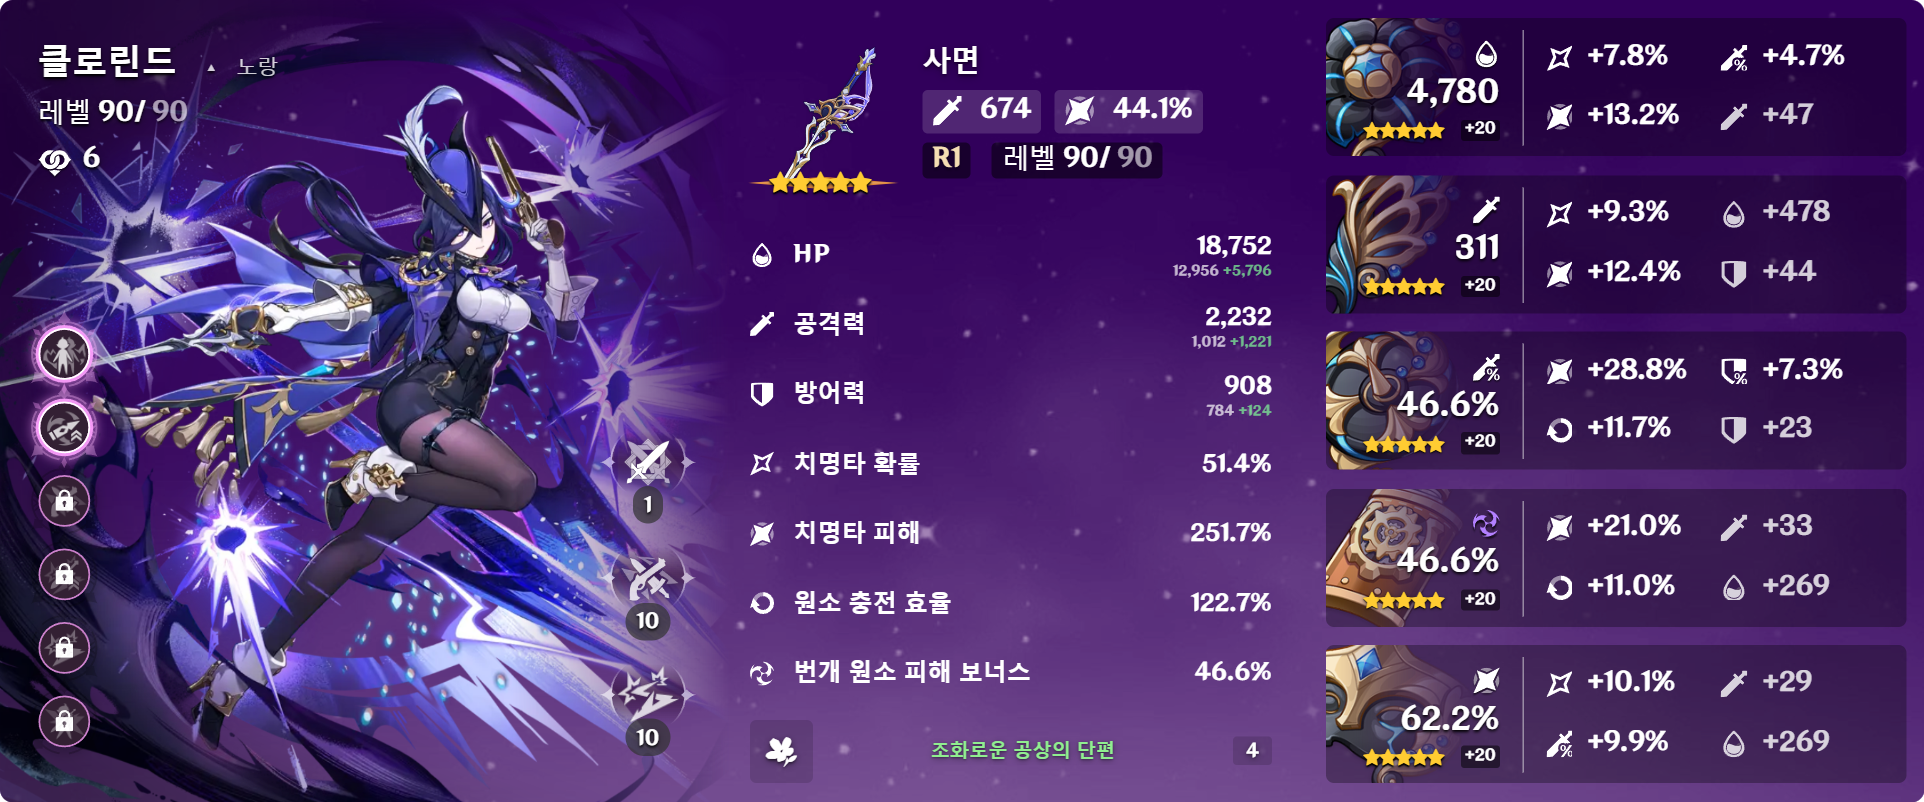 클로린드 ▲ 노랑
레벨 90/ 90
6
1
10
10
사면
674 44.1%
R1 레벨 90/ 90
HP 18,752
12,956 +5,796
공격력 2,232
1,012 +1,221
방어력 908
784 +124
치명타 확률 51.4%
치명타 피해 251.7%
원소 충전 효율 122.7%
번개 원소 피해 보너스 46.6%
조화로운 공상의 단편 4
4,780
+20
+7.8% +4.7%
+13.2% +47
311
+20
+9.3% +478
+12.4% +44
46.6%
+20
+28.8% +7.3%
+11.7% +23
46.6%
+20
+21.0% +33
+11.0% +269
62.2%
+20
+10.1% +29
+9.9% +269